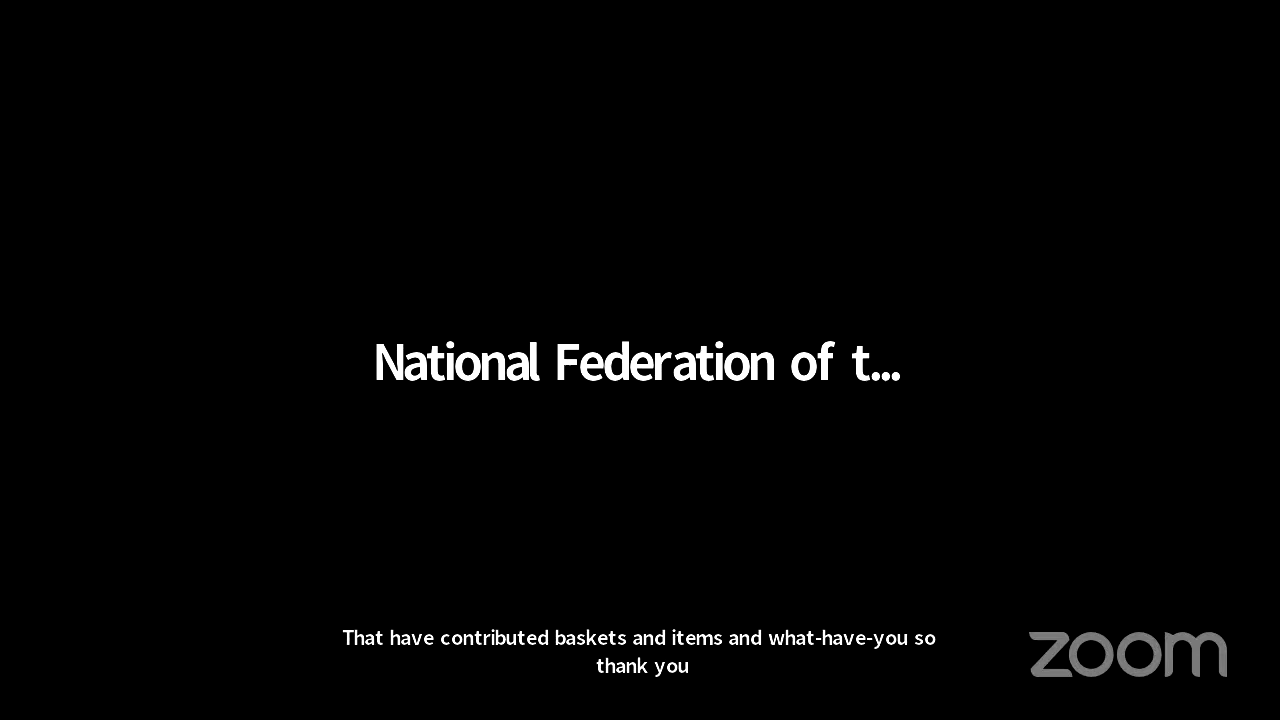 National Federation of t...
That have contributed baskets and items and what-have-you so
thank you
zoom